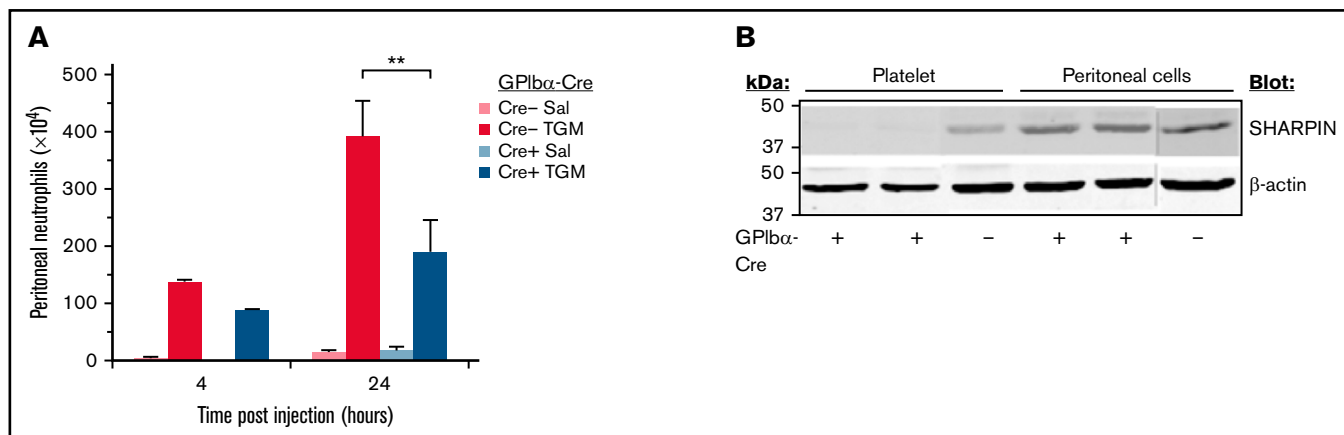 A
Peritoneal neutrophils (×10⁴)
500
400
300
200
100
0
**
4
24
Time post injection (hours)
GPIbα-Cre
Cre– Sal
Cre– TGM
Cre+ Sal
Cre+ TGM
B
kDa:
Platelet
Peritoneal cells
Blot:
50
37
SHARPIN
50
37
β-actin
GPIbα-
Cre
+ + – + + –